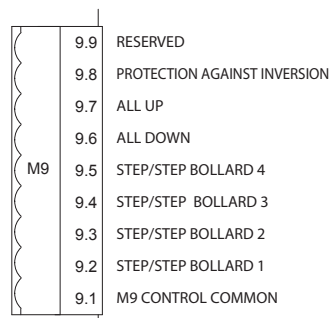 9.9 RESERVED
9.8 PROTECTION AGAINST INVERSION
9.7 ALL UP
9.6 ALL DOWN
M9 9.5 STEP/STEP BOLLARD 4
9.4 STEP/STEP BOLLARD 3
9.3 STEP/STEP BOLLARD 2
9.2 STEP/STEP BOLLARD 1
9.1 M9 CONTROL COMMON